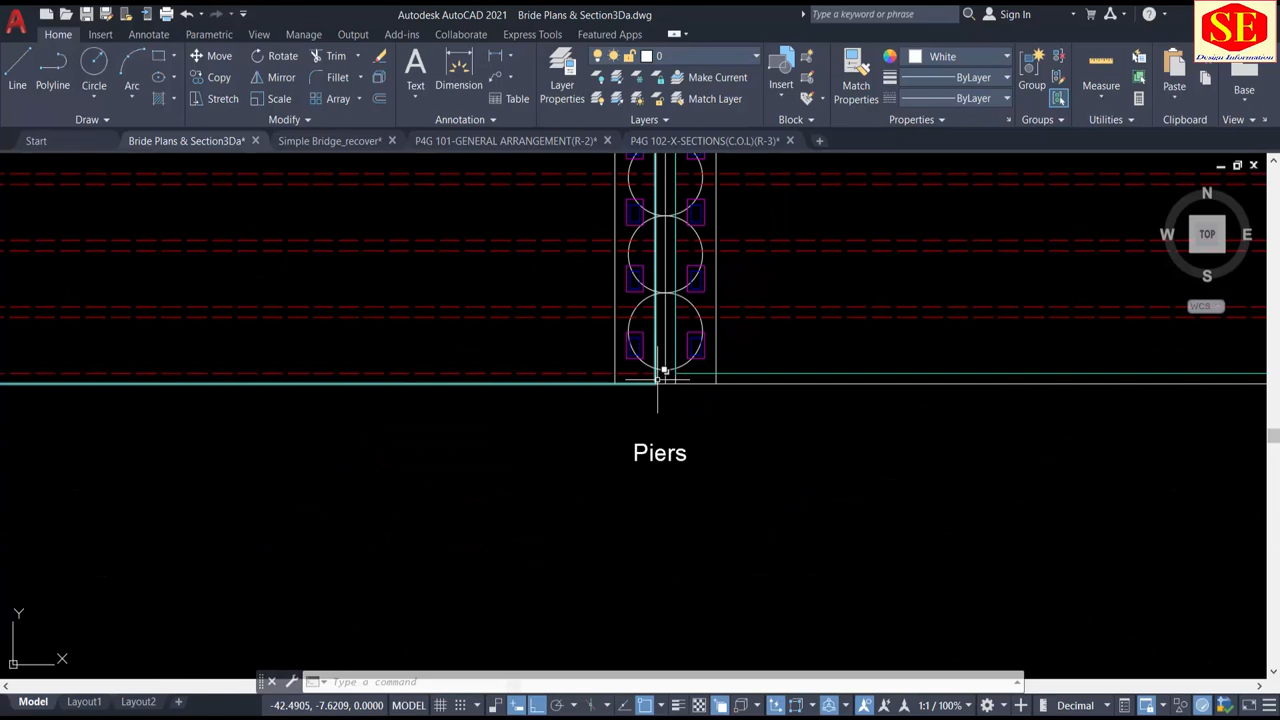 Autodesk AutoCAD 2021 Bride Plans & Section3Da.dwg
Type a keyword or phrase
Sign In
SE
Design Information
Home Insert Annotate Parametric View Manage Output Add-ins Collaborate Express Tools Featured Apps
Line Polyline Circle Arc
Move Rotate Trim
Copy Mirror Fillet
Stretch Scale Array
Text Dimension Table
Layer Properties
0
Make Current
Match Layer
Insert
Match Properties
White
ByLayer
ByLayer
Group
Measure
Paste
Base
Draw Modify Annotation Layers Block Properties Groups Utilities Clipboard View
Start Bride Plans & Section3Da* Simple Bridge_recover* P4G 101-GENERAL ARRANGEMENT(R-2)* P4G 102-X-SECTIONS(C.O.L)(R-3)*
N
W TOP E
S
WCS
Piers
Y
X
Type a command
Model Layout1 Layout2
-42.4905, -7.6209, 0.0000 MODEL 1:1 / 100% Decimal